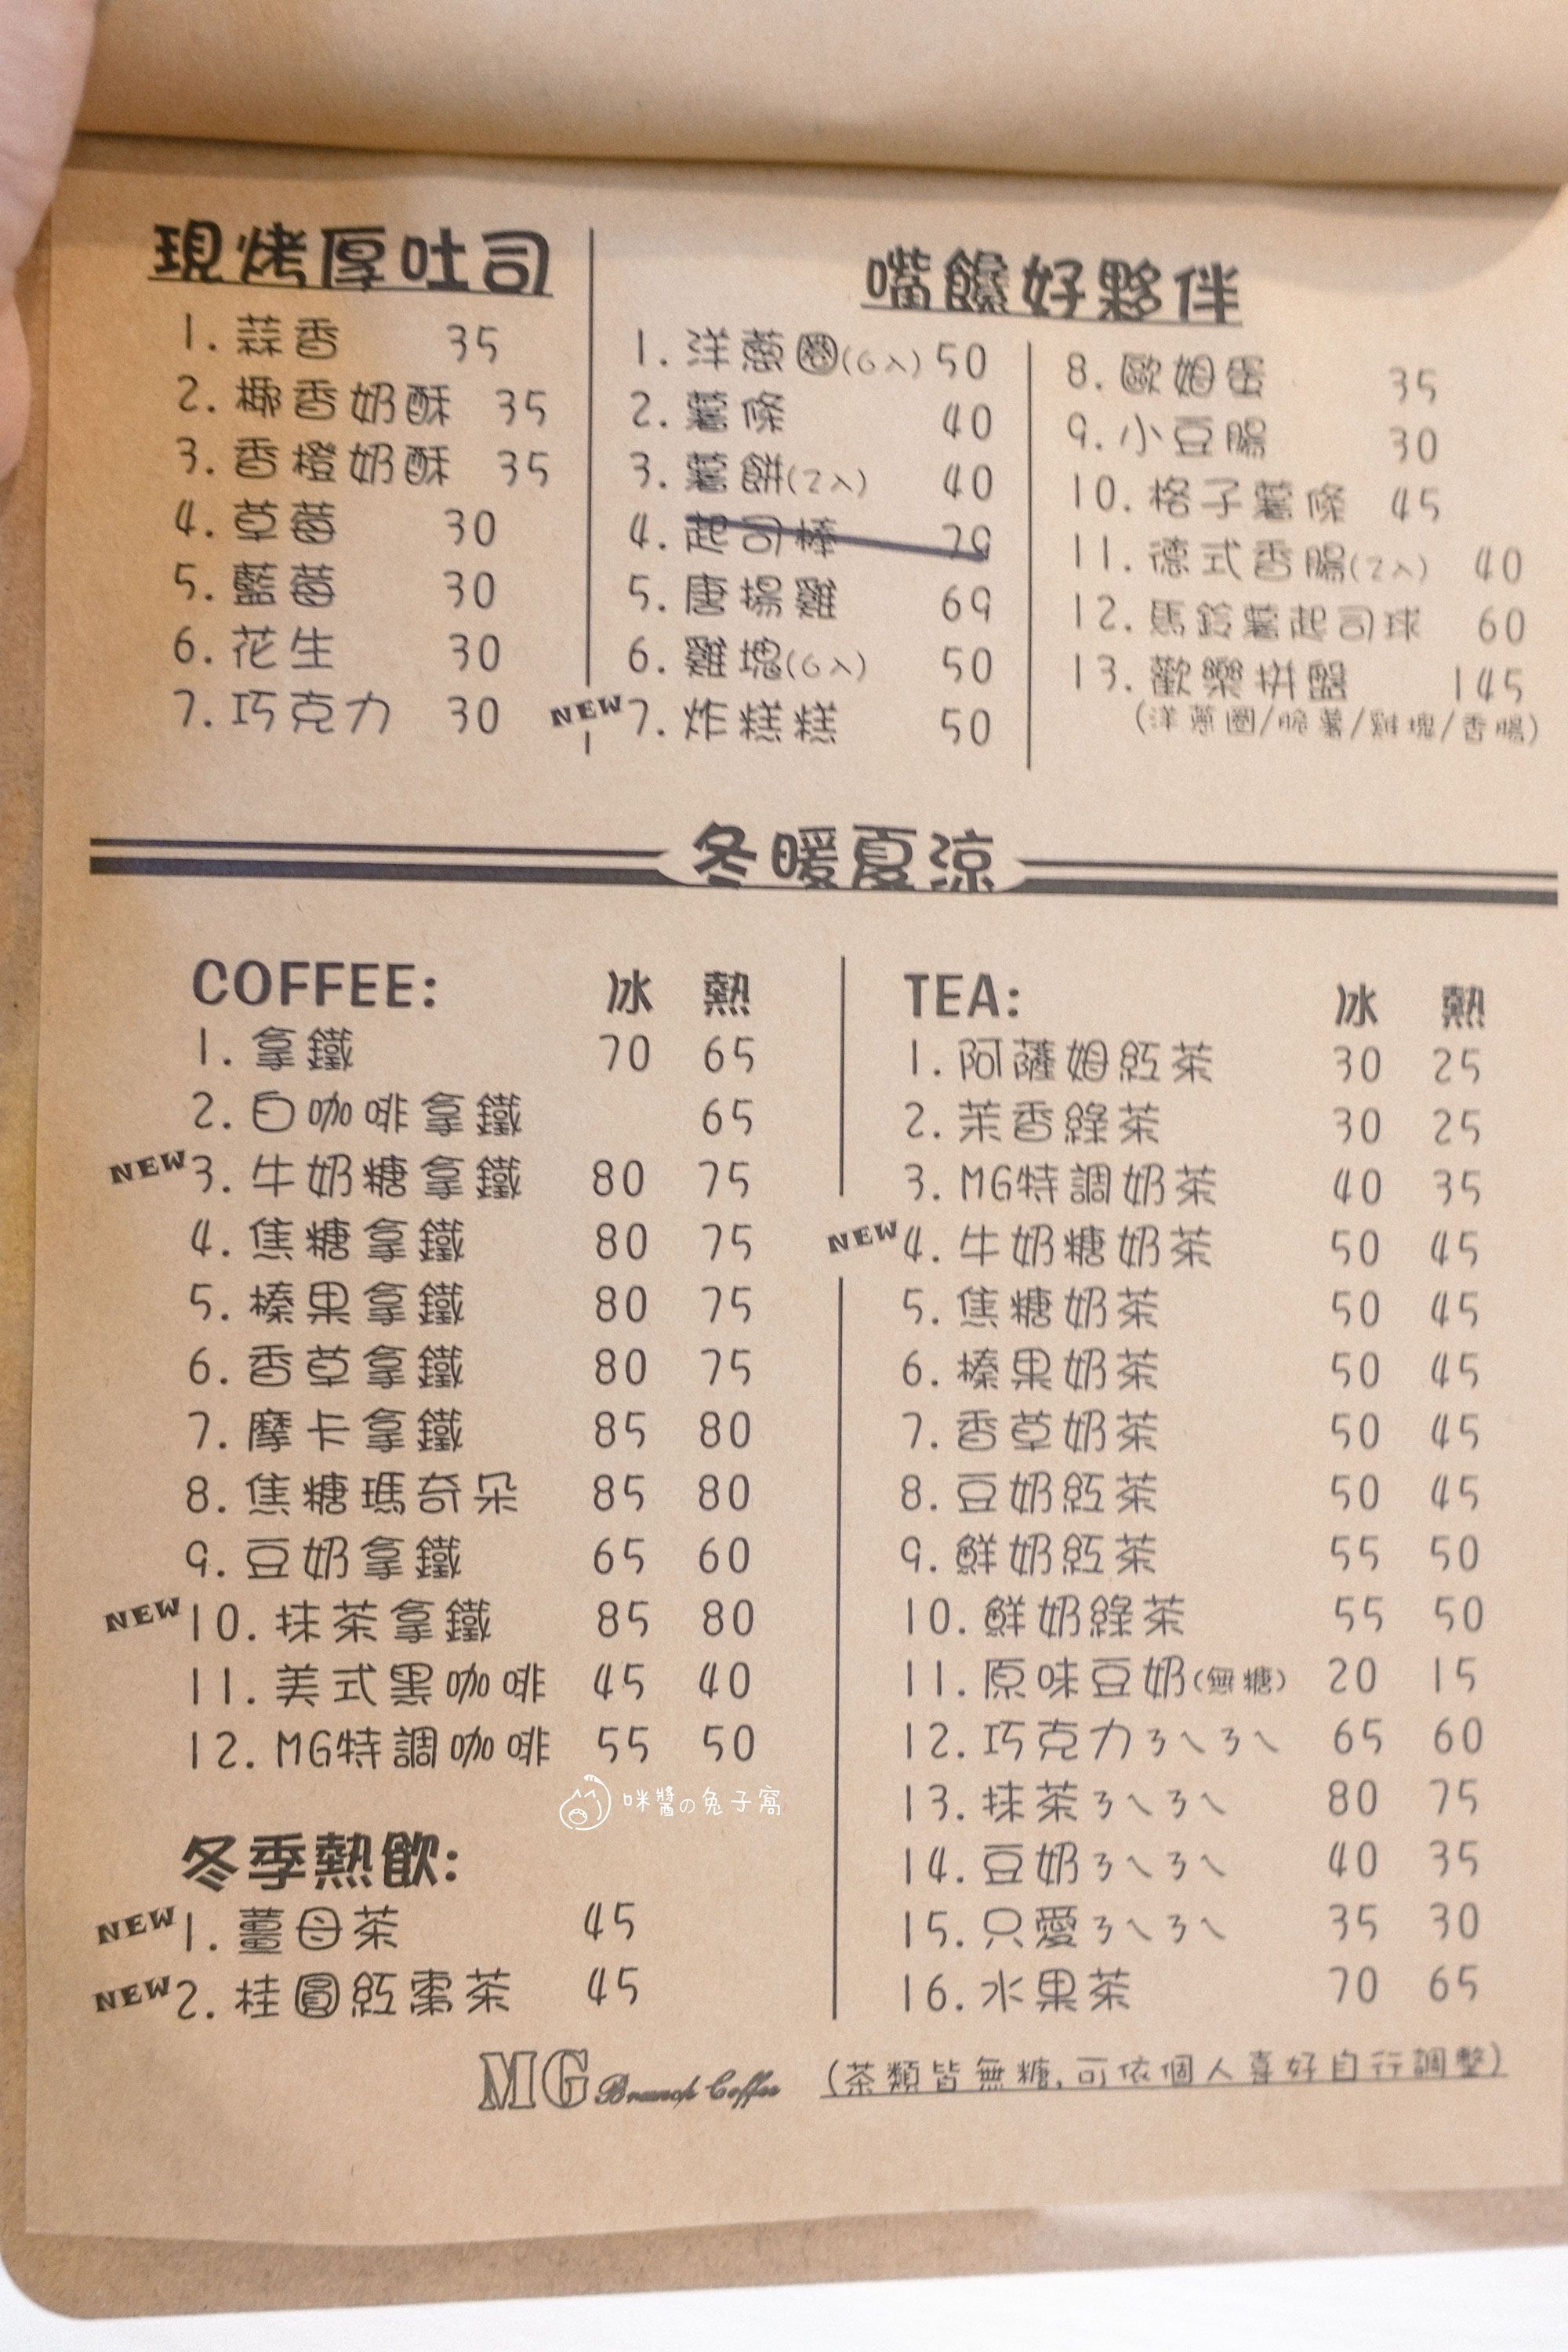 現烤厚吐司
1. 蒜香 35
2. 椰香奶酥 35
3. 香橙奶酥 35
4. 草莓 30
5. 藍莓 30
6. 花生 30
7. 巧克力 30
嘴饞好夥伴
1. 洋蔥圈(6入) 50
2. 薯條 40
3. 薯餅(2入) 40
4. 起司棒 79
5. 唐揚雞 69
6. 雞塊(6入) 50
NEW 7. 炸糕糕 50
8. 歐姆蛋 35
9. 小豆腸 30
10. 格子薯條 45
11. 德式香腸(2入) 40
12. 馬鈴薯起司球 60
13. 歡樂拼盤 145
(洋蔥圈/脆薯/雞塊/香腸)
冬暖夏涼
COFFEE: 冰 熱
1. 拿鐵 70 65
2. 白咖啡拿鐵 65
NEW 3. 牛奶糖拿鐵 80 75
4. 焦糖拿鐵 80 75
5. 榛果拿鐵 80 75
6. 香草拿鐵 80 75
7. 摩卡拿鐵 85 80
8. 焦糖瑪奇朵 85 80
9. 豆奶拿鐵 65 60
NEW 10. 抹茶拿鐵 85 80
11. 美式黑咖啡 45 40
12. MG特調咖啡 55 50
咪醬の兔子窩
冬季熱飲:
NEW 1. 薑母茶 45
NEW 2. 桂圓紅棗茶 45
TEA: 冰 熱
1. 阿薩姆紅茶 30 25
2. 茉香綠茶 30 25
3. MG特調奶茶 40 35
NEW 4. 牛奶糖奶茶 50 45
5. 焦糖奶茶 50 45
6. 榛果奶茶 50 45
7. 香草奶茶 50 45
8. 豆奶紅茶 50 45
9. 鮮奶紅茶 55 50
10. 鮮奶綠茶 55 50
11. 原味豆奶(無糖) 20 15
12. 巧克力ㄋㄟㄋㄟ 65 60
13. 抹茶ㄋㄟㄋㄟ 80 75
14. 豆奶ㄋㄟㄋㄟ 40 35
15. 只愛ㄋㄟㄋㄟ 35 30
16. 水果茶 70 65
MG Brunch Coffee
(茶類皆無糖,可依個人喜好自行調整)